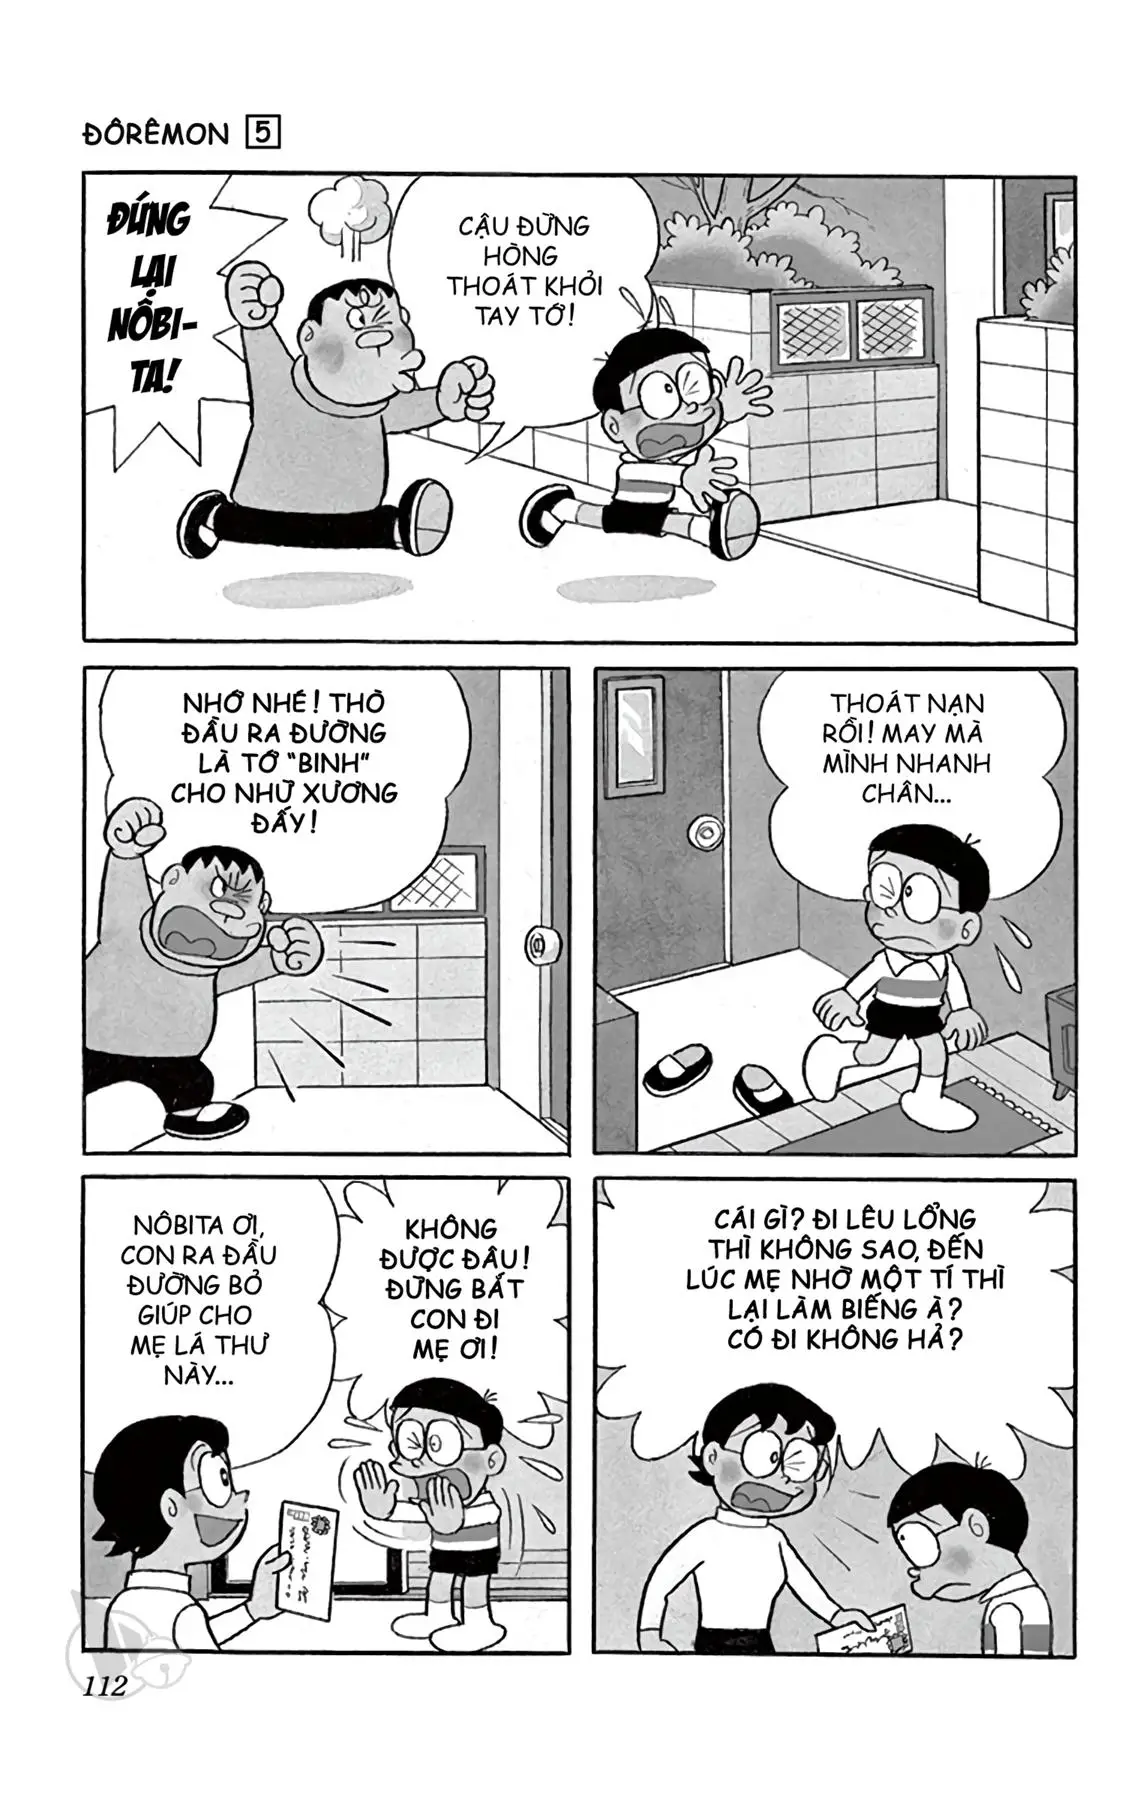 ĐÔRÊMON 5
ĐỨNG
LẠI
NÔBI-
TA!
CẬU ĐỪNG
HÒNG
THOÁT KHỎI
TAY TỚ!
NHỚ NHÉ! THÒ
ĐẦU RA ĐƯỜNG
LÀ TỚ "BINH"
CHO NHỪ XƯƠNG
ĐẤY!
THOÁT NẠN
RỒI! MAY MÀ
MÌNH NHANH
CHÂN...
NÔBITA ƠI,
CON RA ĐẦU
ĐƯỜNG BỎ
GIÚP CHO
MẸ LÁ THƯ
NÀY...
KHÔNG
ĐƯỢC ĐÂU!
ĐỪNG BẮT
CON ĐI
MẸ ƠI!
CÁI GÌ? ĐI LÊU LỔNG
THÌ KHÔNG SAO, ĐẾN
LÚC MẸ NHỜ MỘT TÍ THÌ
LẠI LÀM BIẾNG À?
CÓ ĐI KHÔNG HẢ?
112